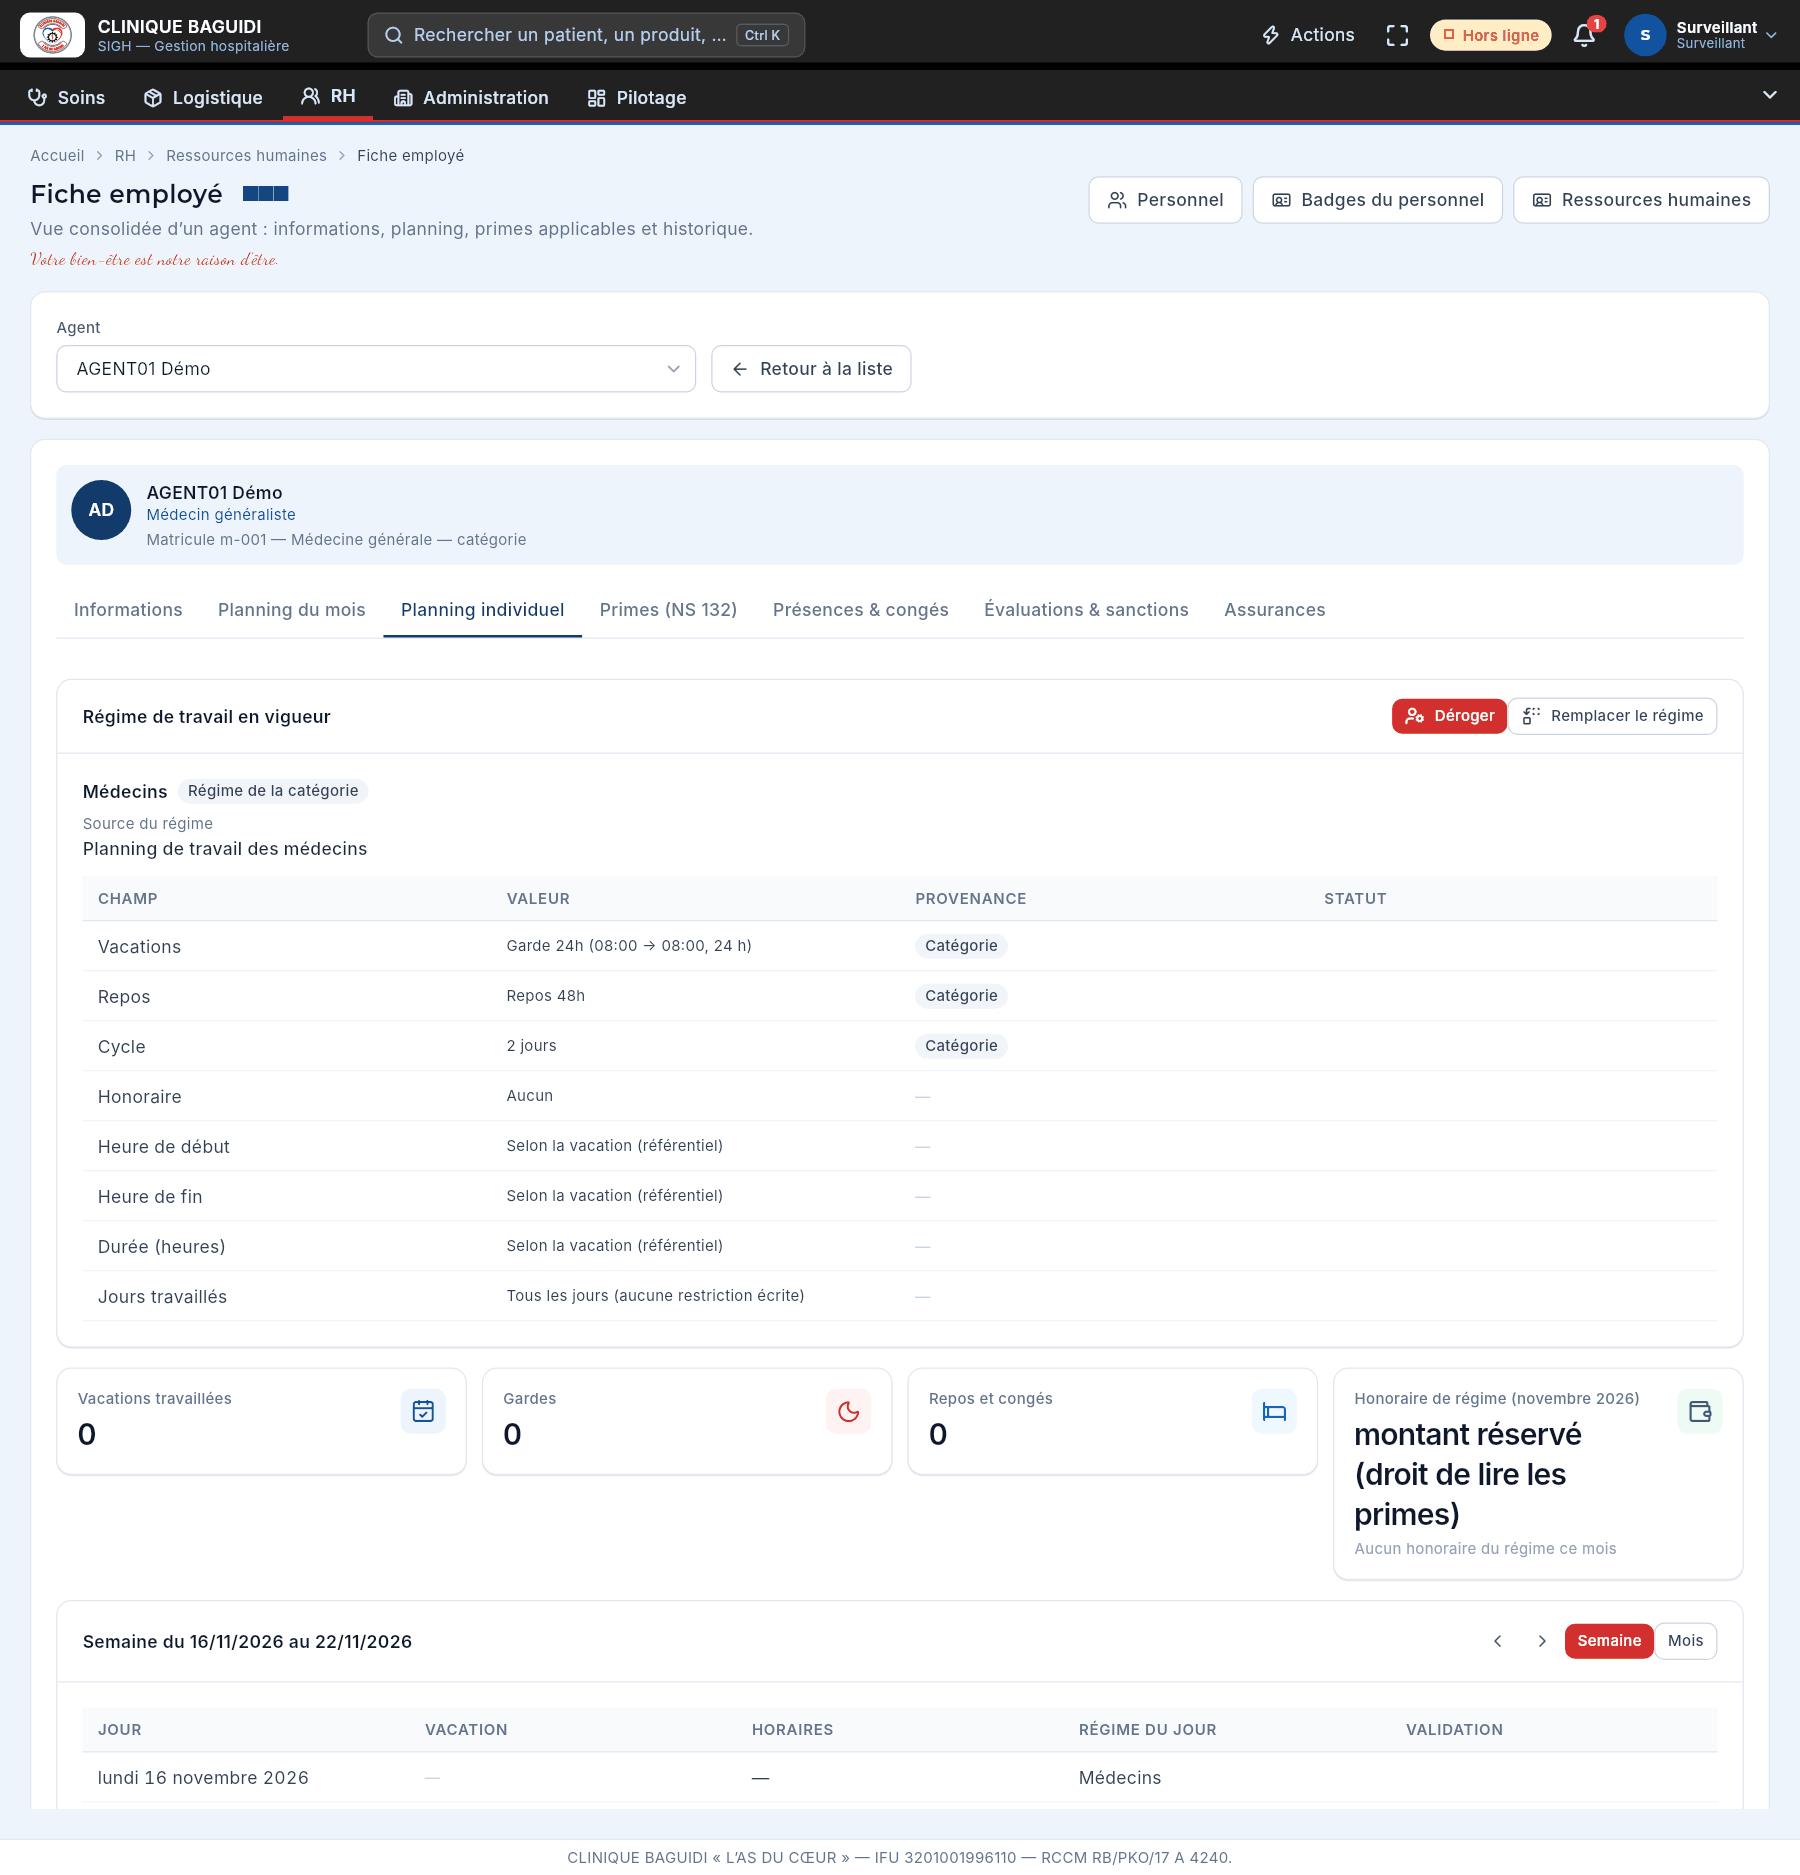 CLINIQUE BAGUIDI
SIGH — Gestion hospitalière
Rechercher un patient, un produit, ... Ctrl K
Actions
Hors ligne
1
S
Surveillant
Surveillant
Soins
Logistique
RH
Administration
Pilotage
Accueil > RH > Ressources humaines > Fiche employé
Fiche employé
Personnel
Badges du personnel
Ressources humaines
Vue consolidée d’un agent : informations, planning, primes applicables et historique.
Votre bien-être est notre raison d'être.
Agent
AGENT01 Démo
Retour à la liste
AD
AGENT01 Démo
Médecin généraliste
Matricule m-001 — Médecine générale — catégorie
Informations
Planning du mois
Planning individuel
Primes (NS 132)
Présences & congés
Évaluations & sanctions
Assurances
Régime de travail en vigueur
Déroger
Remplacer le régime
Médecins Régime de la catégorie
Source du régime
Planning de travail des médecins
CHAMP VALEUR PROVENANCE STATUT
Vacations Garde 24h (08:00 → 08:00, 24 h) Catégorie
Repos Repos 48h Catégorie
Cycle 2 jours Catégorie
Honoraire Aucun —
Heure de début Selon la vacation (référentiel) —
Heure de fin Selon la vacation (référentiel) —
Durée (heures) Selon la vacation (référentiel) —
Jours travaillés Tous les jours (aucune restriction écrite) —
Vacations travaillées
0
Gardes
0
Repos et congés
0
Honoraire de régime (novembre 2026)
montant réservé
(droit de lire les
primes)
Aucun honoraire du régime ce mois
Semaine du 16/11/2026 au 22/11/2026
Semaine
Mois
JOUR VACATION HORAIRES RÉGIME DU JOUR VALIDATION
lundi 16 novembre 2026 — — Médecins
CLINIQUE BAGUIDI « L’AS DU CŒUR » — IFU 3201001996110 — RCCM RB/PKO/17 A 4240.